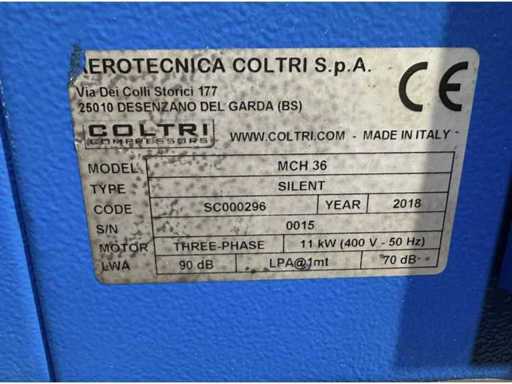 AEROTECNICA COLTRI S.p.A.
Via Dei Colli Storici 177
25010 DESENZANO DEL GARDA (BS)
CE
COLTRI
COMPRESSORS
WWW.COLTRI.COM - MADE IN ITALY -
MODEL MCH 36
TYPE SILENT
CODE SC000296 YEAR 2018
S/N 0015
MOTOR THREE-PHASE 11 kW (400 V - 50 Hz)
LWA 90 dB LPA@1mt 70 dB